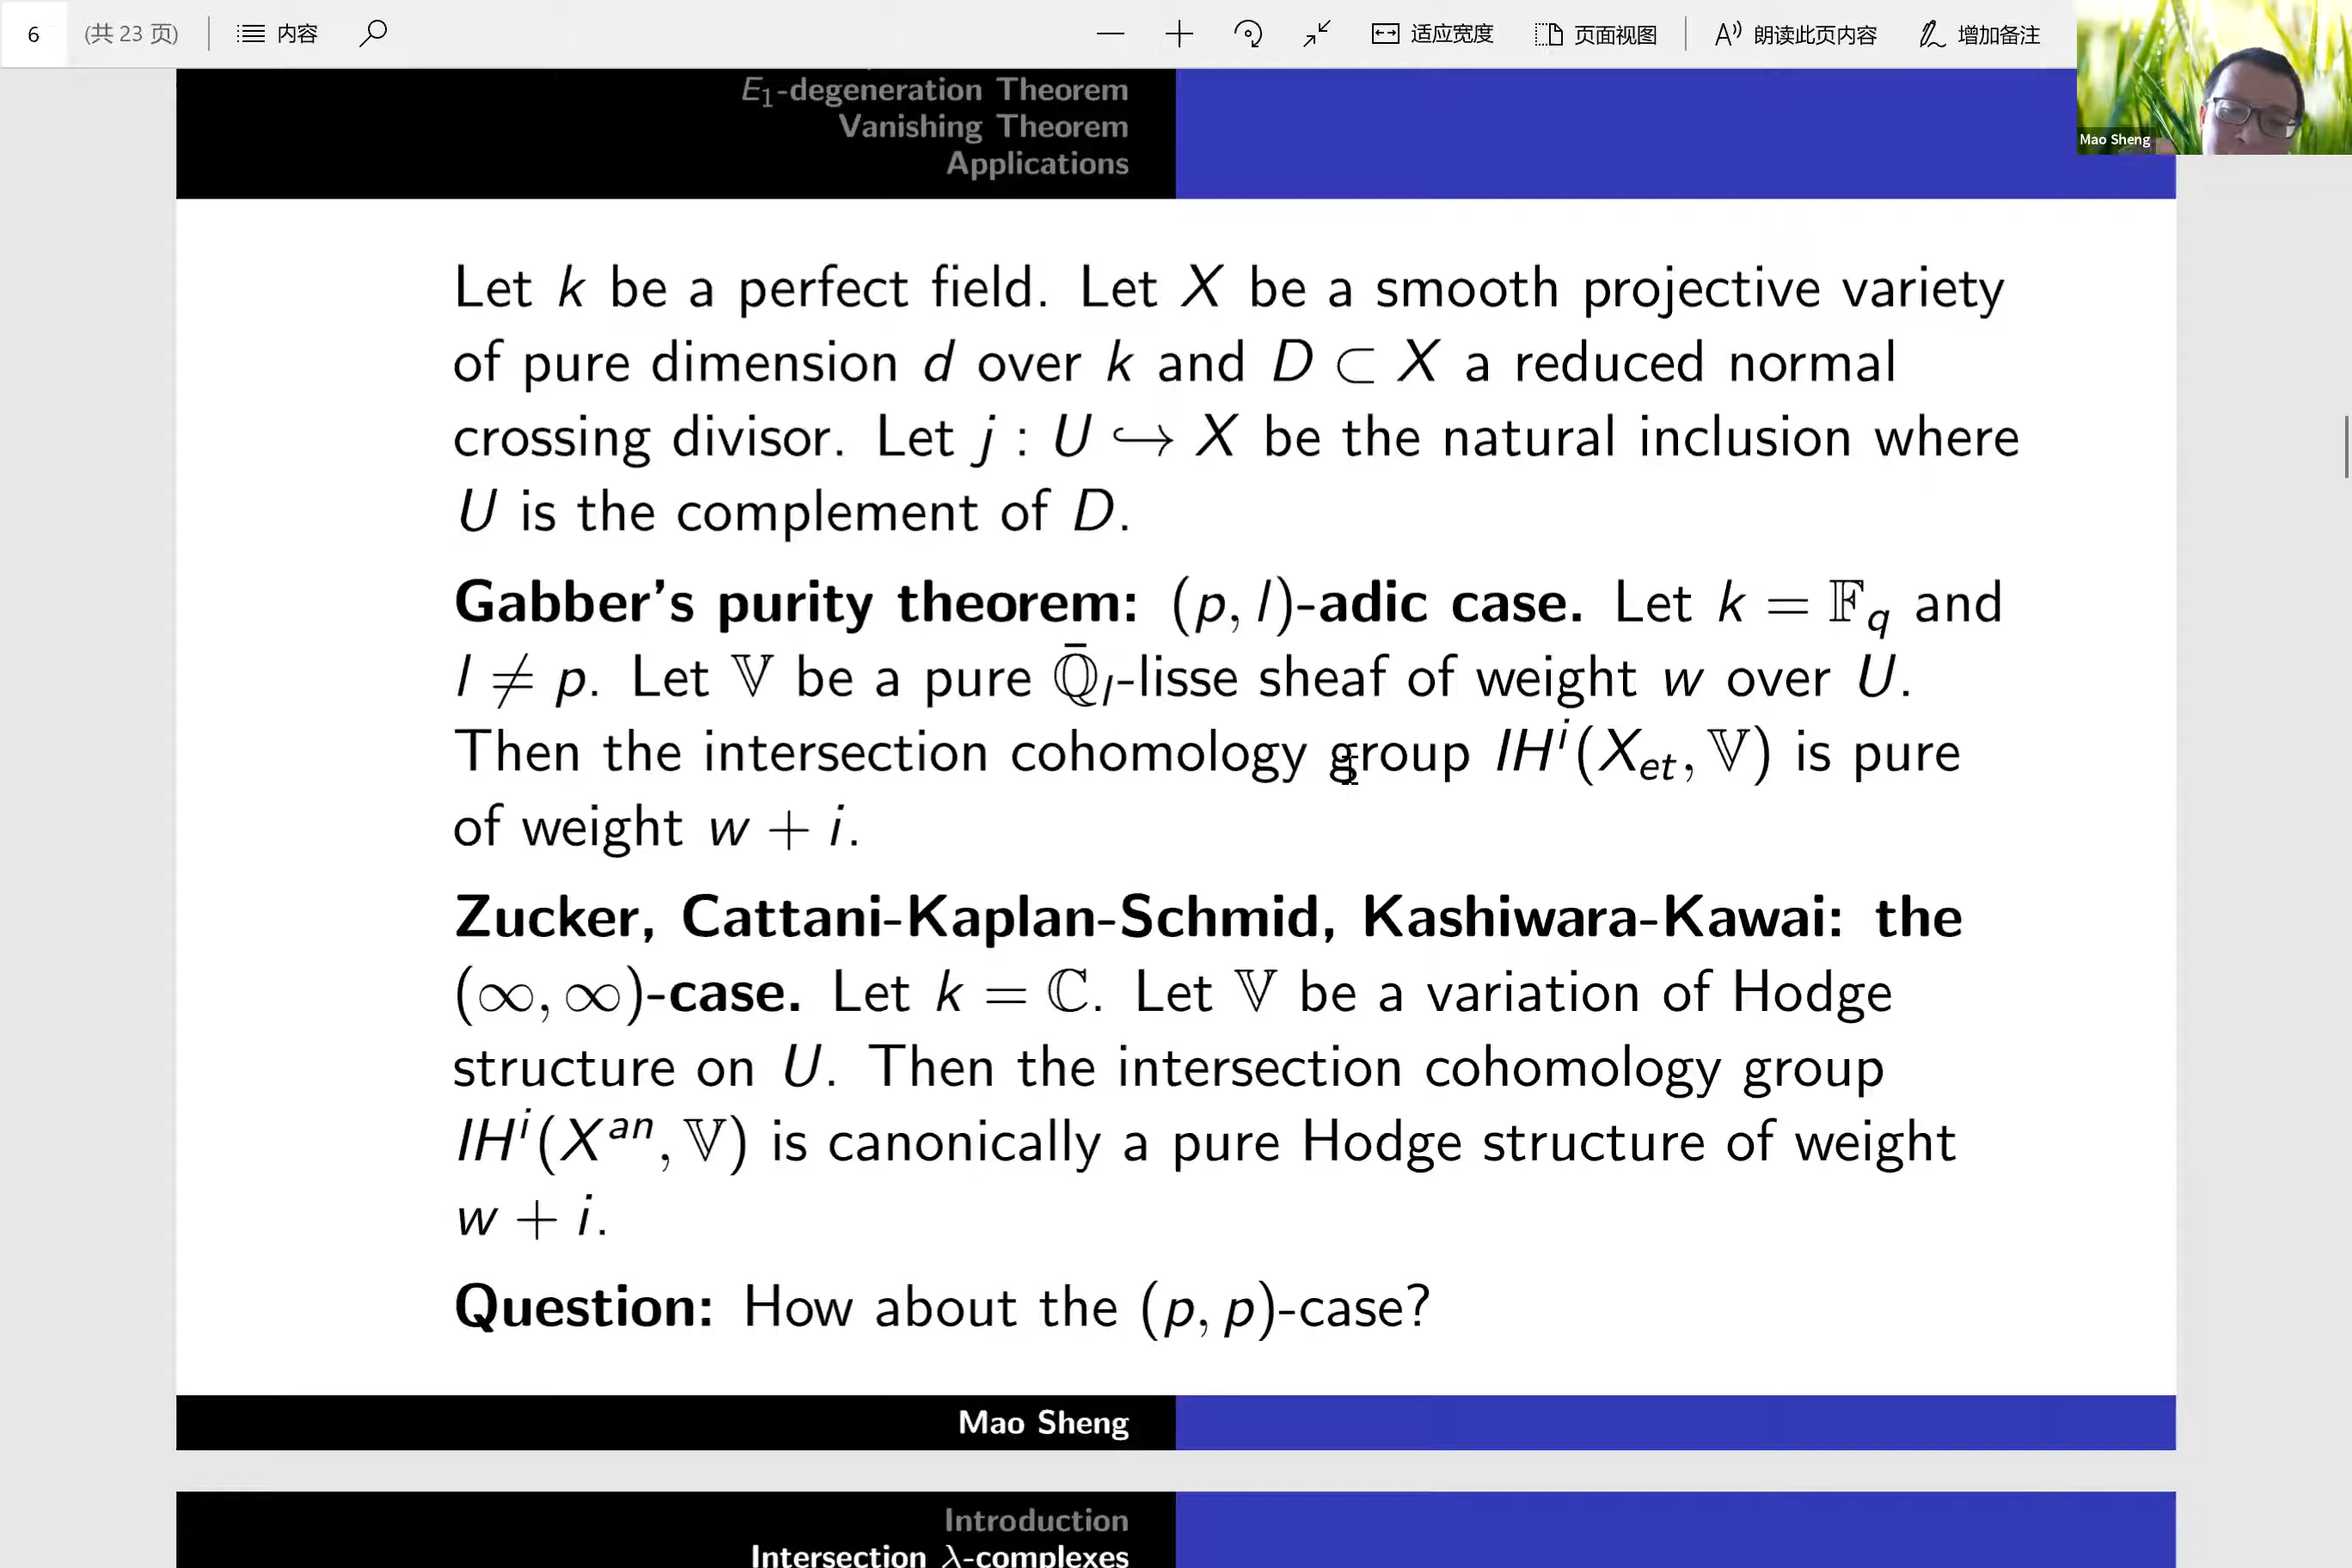 6 (共 23 页) 内容 适应宽度 页面视图 朗读此页内容 增加备注
Mao Sheng
E₁-degeneration Theorem
Vanishing Theorem
Applications
Let k be a perfect field. Let X be a smooth projective variety
of pure dimension d over k and D ⊂ X a reduced normal
crossing divisor. Let j : U ↪ X be the natural inclusion where
U is the complement of D.
Gabber's purity theorem: (p, l)-adic case. Let k = 𝔽_q and
l ≠ p. Let 𝕍 be a pure ℚ̄_l-lisse sheaf of weight w over U.
Then the intersection cohomology group IHⁱ(X_et, 𝕍) is pure
of weight w + i.
Zucker, Cattani-Kaplan-Schmid, Kashiwara-Kawai: the
(∞, ∞)-case. Let k = ℂ. Let 𝕍 be a variation of Hodge
structure on U. Then the intersection cohomology group
IHⁱ(X^an, 𝕍) is canonically a pure Hodge structure of weight
w + i.
Question: How about the (p, p)-case?
Mao Sheng
Introduction
Intersection λ-complexes